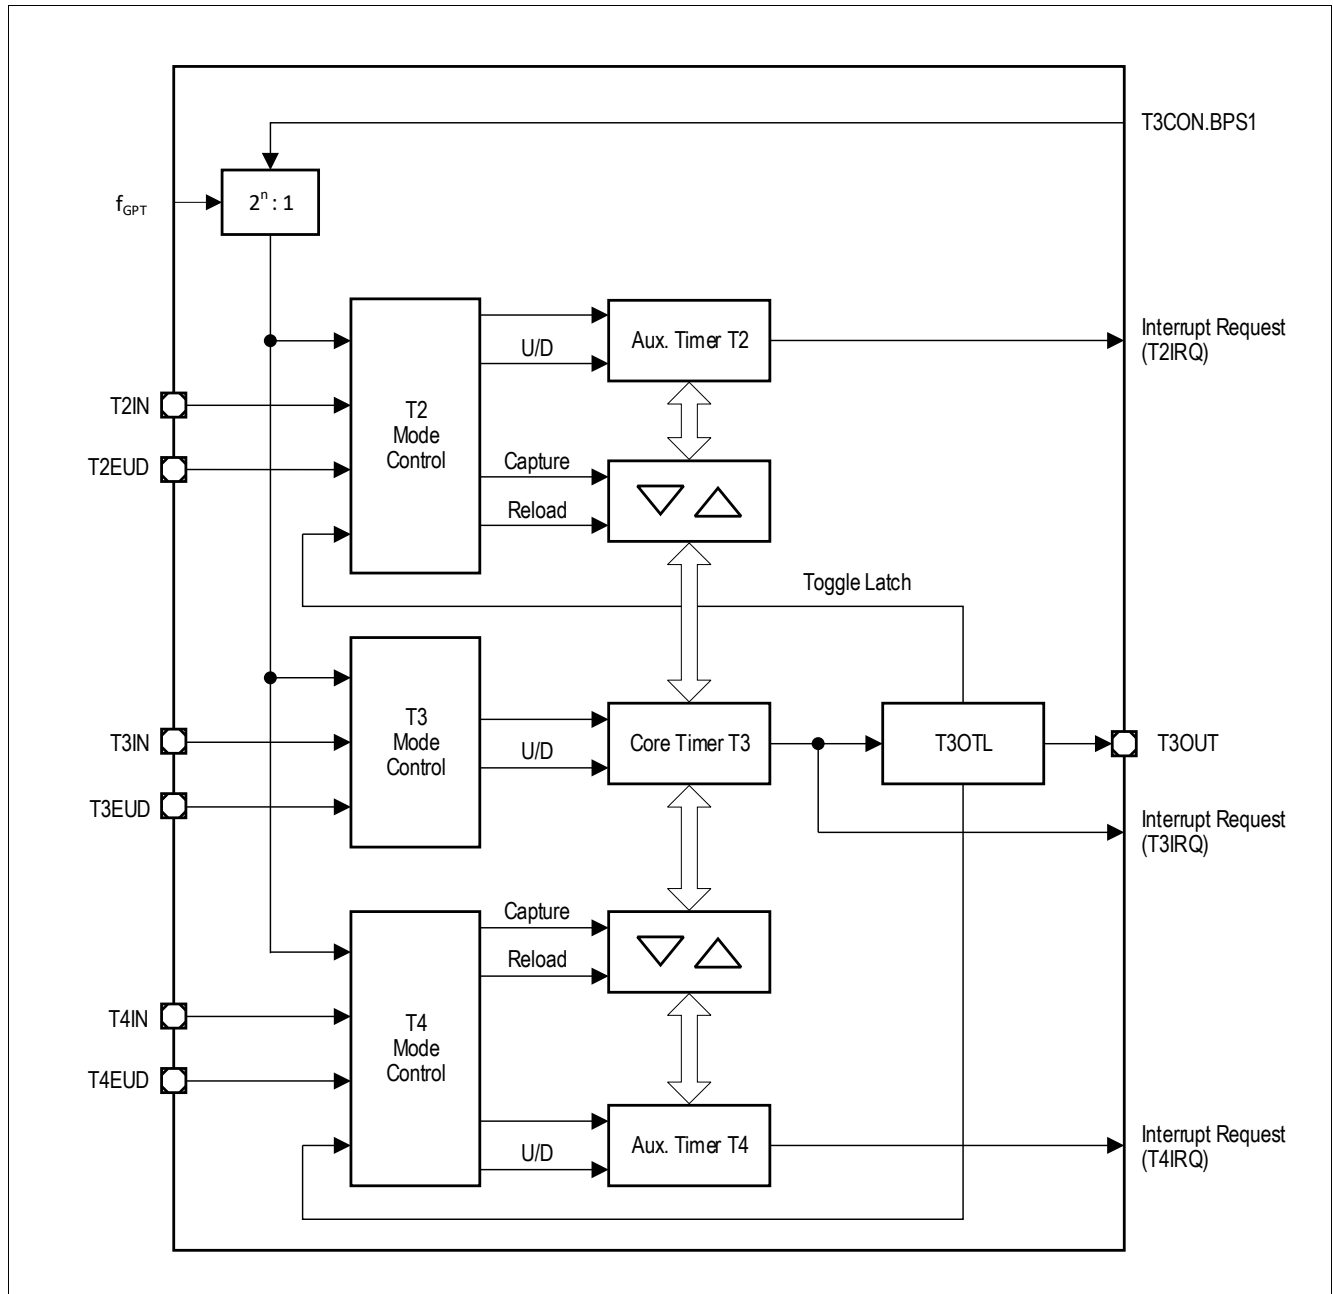 T3CON.BPS1
fGPT
2ⁿ : 1
Interrupt Request
(T2IRQ)
Aux. Timer T2
U/D
T2IN
T2
Mode
Control
T2EUD
Capture
Reload
Toggle Latch
T3IN
T3
Mode
Control
U/D
Core Timer T3
T3OTL
T3OUT
T3EUD
Interrupt Request
(T3IRQ)
Capture
Reload
T4IN
T4
Mode
Control
T4EUD
U/D
Aux. Timer T4
Interrupt Request
(T4IRQ)